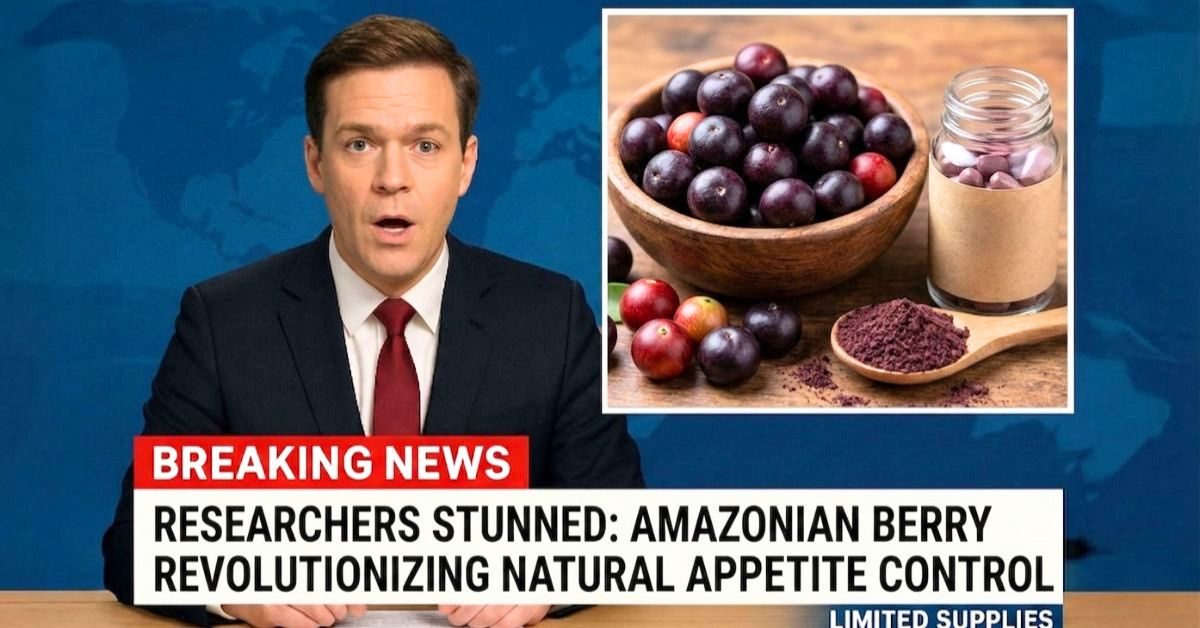 BREAKING NEWS
RESEARCHERS STUNNED: AMAZONIAN BERRY
REVOLUTIONIZING NATURAL APPETITE CONTROL
LIMITED SUPPLIES